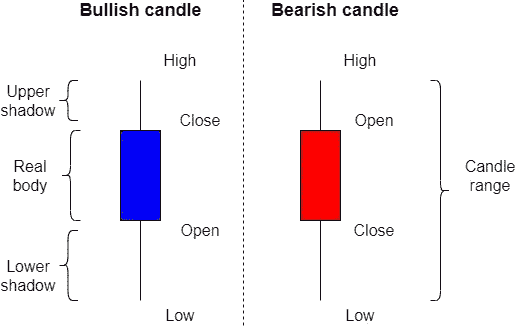 Bullish candle
Bearish candle
High
High
Upper
shadow
Close
Open
Real
body
Candle
range
Open
Close
Lower
shadow
Low
Low